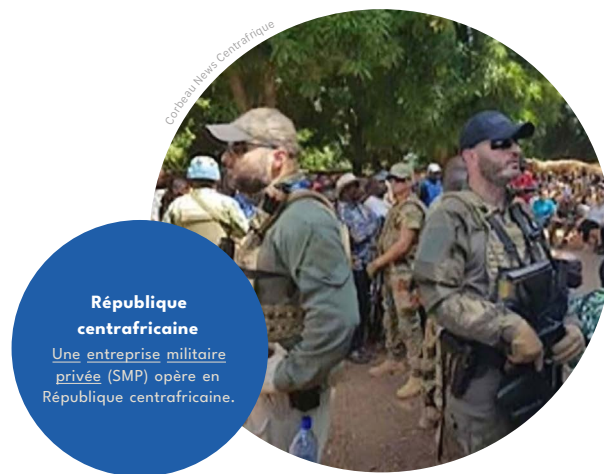 Corbeau News Centrafrique
République
centrafricaine
Une entreprise militaire
privée (SMP) opère en
République centrafricaine.